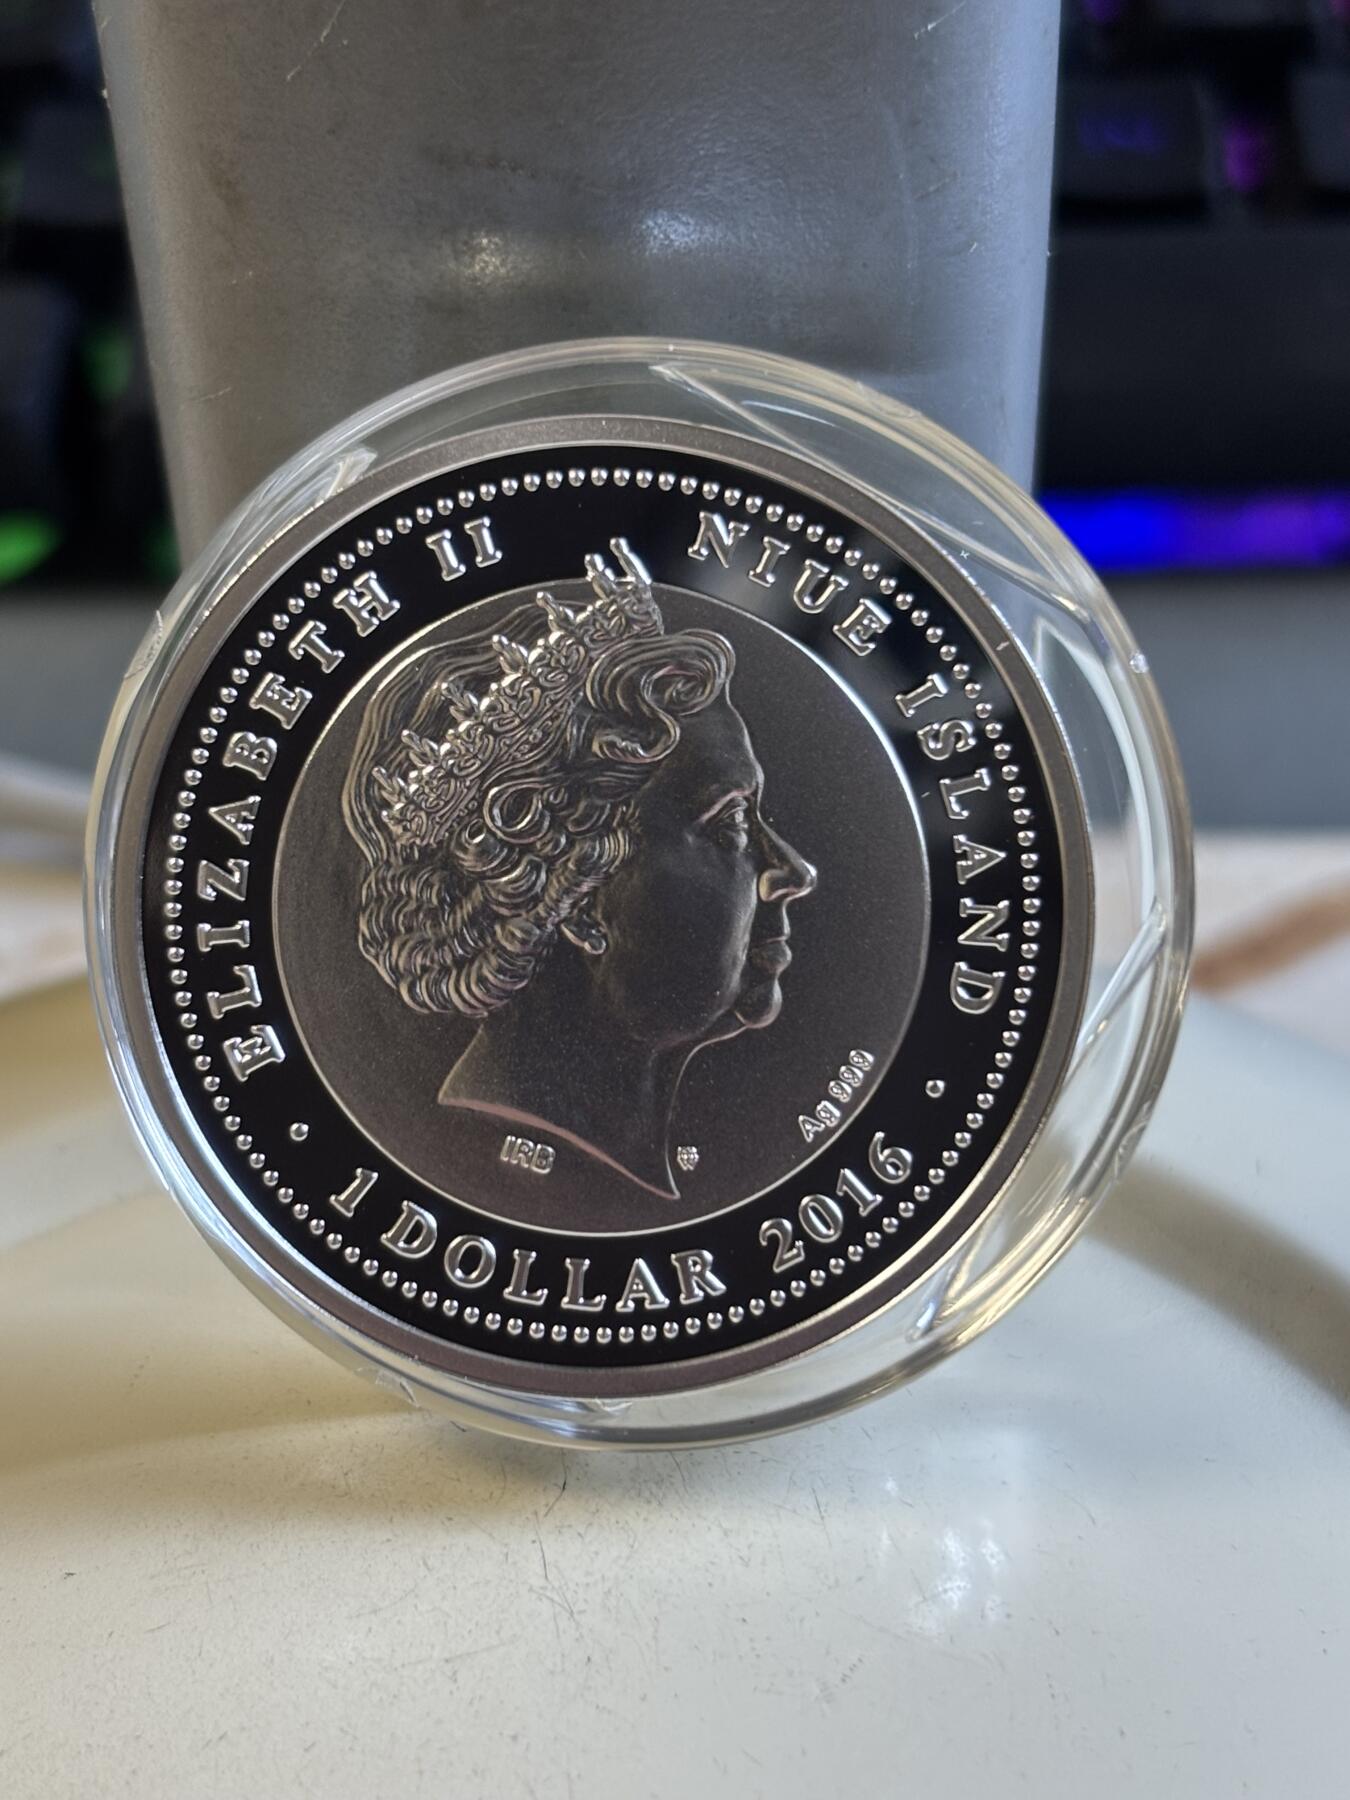 ELIZABETH II
NIUE ISLAND
IRB
Ag 999
· 1 DOLLAR 2016 ·